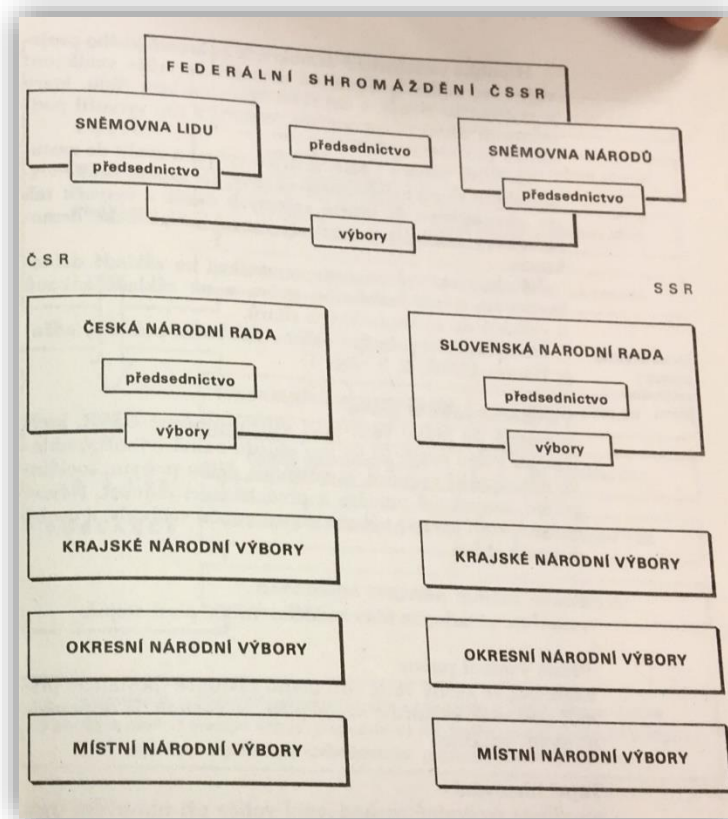 FEDERÁLNÍ SHROMÁŽDĚNÍ ČSSR
SNĚMOVNA LIDU
předsednictvo
předsednictvo
SNĚMOVNA NÁRODŮ
předsednictvo
výbory
ČSR
SSR
ČESKÁ NÁRODNÍ RADA
předsednictvo
výbory
SLOVENSKÁ NÁRODNÍ RADA
předsednictvo
výbory
KRAJSKÉ NÁRODNÍ VÝBORY
KRAJSKÉ NÁRODNÍ VÝBORY
OKRESNÍ NÁRODNÍ VÝBORY
OKRESNÍ NÁRODNÍ VÝBORY
MÍSTNÍ NÁRODNÍ VÝBORY
MÍSTNÍ NÁRODNÍ VÝBORY